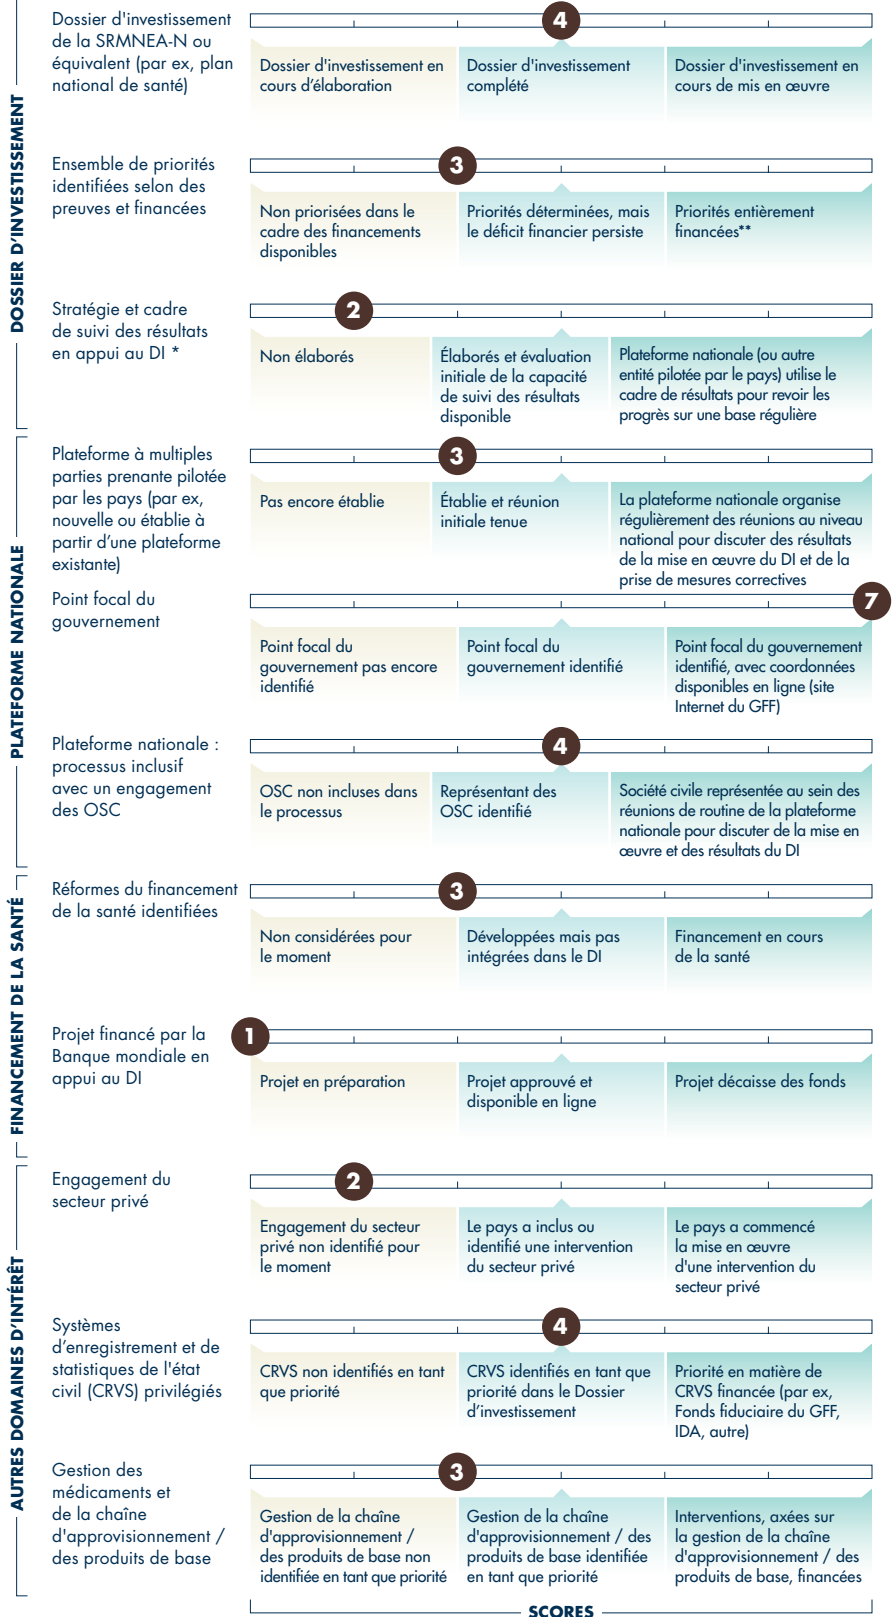 DOSSIER D'INVESTISSEMENT
Dossier d'investissement
de la SRMNEA-N ou
équivalent (par ex, plan
national de santé)
4
Dossier d'investissement en
cours d’élaboration
Dossier d'investissement
complété
Dossier d'investissement en
cours de mis en œuvre
Ensemble de priorités
identifiées selon des
preuves et financées
3
Non priorisées dans le
cadre des financements
disponibles
Priorités déterminées, mais
le déficit financier persiste
Priorités entièrement
financées**
Stratégie et cadre
de suivi des résultats
en appui au DI *
2
Non élaborés
Élaborés et évaluation
initiale de la capacité
de suivi des résultats
disponible
Plateforme nationale (ou autre
entité pilotée par le pays) utilise le
cadre de résultats pour revoir les
progrès sur une base régulière
PLATEFORME NATIONALE
Plateforme à multiples
parties prenante pilotée
par les pays (par ex,
nouvelle ou établie à
partir d’une plateforme
existante)
3
Pas encore établie
Établie et réunion
initiale tenue
La plateforme nationale organise
régulièrement des réunions au niveau
national pour discuter des résultats
de la mise en œuvre du DI et de la
prise de mesures correctives
Point focal du
gouvernement
7
Point focal du
gouvernement pas encore
identifié
Point focal du
gouvernement identifié
Point focal du gouvernement
identifié, avec coordonnées
disponibles en ligne (site
Internet du GFF)
Plateforme nationale :
processus inclusif
avec un engagement
des OSC
4
OSC non incluses dans
le processus
Représentant des
OSC identifié
Société civile représentée au sein des
réunions de routine de la plateforme
nationale pour discuter de la mise en
œuvre et des résultats du DI
FINANCEMENT DE LA SANTÉ
Réformes du financement
de la santé identifiées
3
Non considérées pour
le moment
Développées mais pas
intégrées dans le DI
Financement en cours
de la santé
Projet financé par la
Banque mondiale en
appui au DI
1
Projet en préparation
Projet approuvé et
disponible en ligne
Projet décaisse des fonds
AUTRES DOMAINES D’INTÉRÊT
Engagement du
secteur privé
2
Engagement du secteur
privé non identifié pour
le moment
Le pays a inclus ou
identifié une intervention
du secteur privé
Le pays a commencé
la mise en œuvre
d'une intervention du
secteur privé
Systèmes
d’enregistrement et de
statistiques de l'état
civil (CRVS) privilégiés
4
CRVS non identifiés en tant
que priorité
CRVS identifiés en tant que
priorité dans le Dossier
d’investissement
Priorité en matière de
CRVS financée (par ex,
Fonds fiduciaire du GFF,
IDA, autre)
Gestion des
médicaments et
de la chaîne
d'approvisionnement /
des produits de base
3
Gestion de la chaîne
d'approvisionnement /
des produits de base non
identifiée en tant que priorité
Gestion de la chaîne
d'approvisionnement / des
produits de base identifiée
en tant que priorité
Interventions, axées sur
la gestion de la chaîne
d'approvisionnement / des
produits de base, financées
SCORES